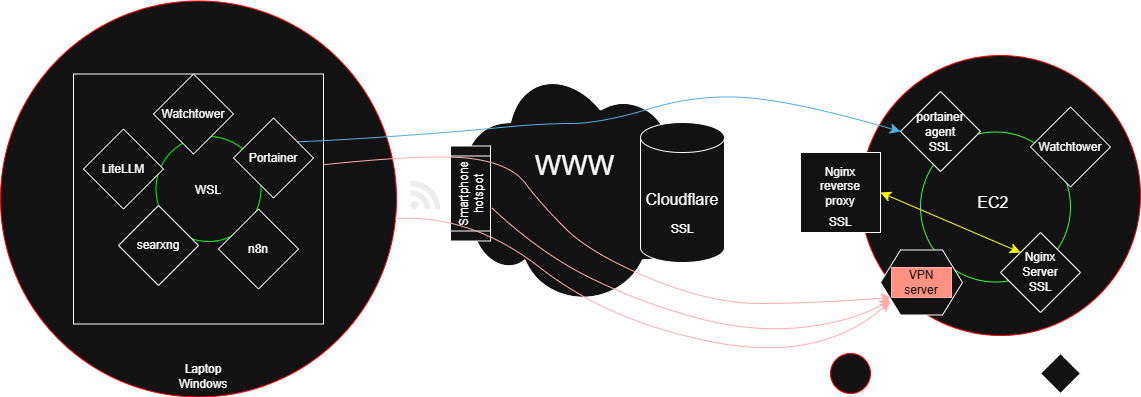 Watchtower
LiteLLM
Portainer
WSL
searxng
n8n
Laptop
Windows
Smartphone
hotspot
WWW
Cloudflare
SSL
portainer
agent
SSL
Watchtower
Nginx
reverse
proxy
SSL
EC2
Nginx
Server
SSL
VPN
server